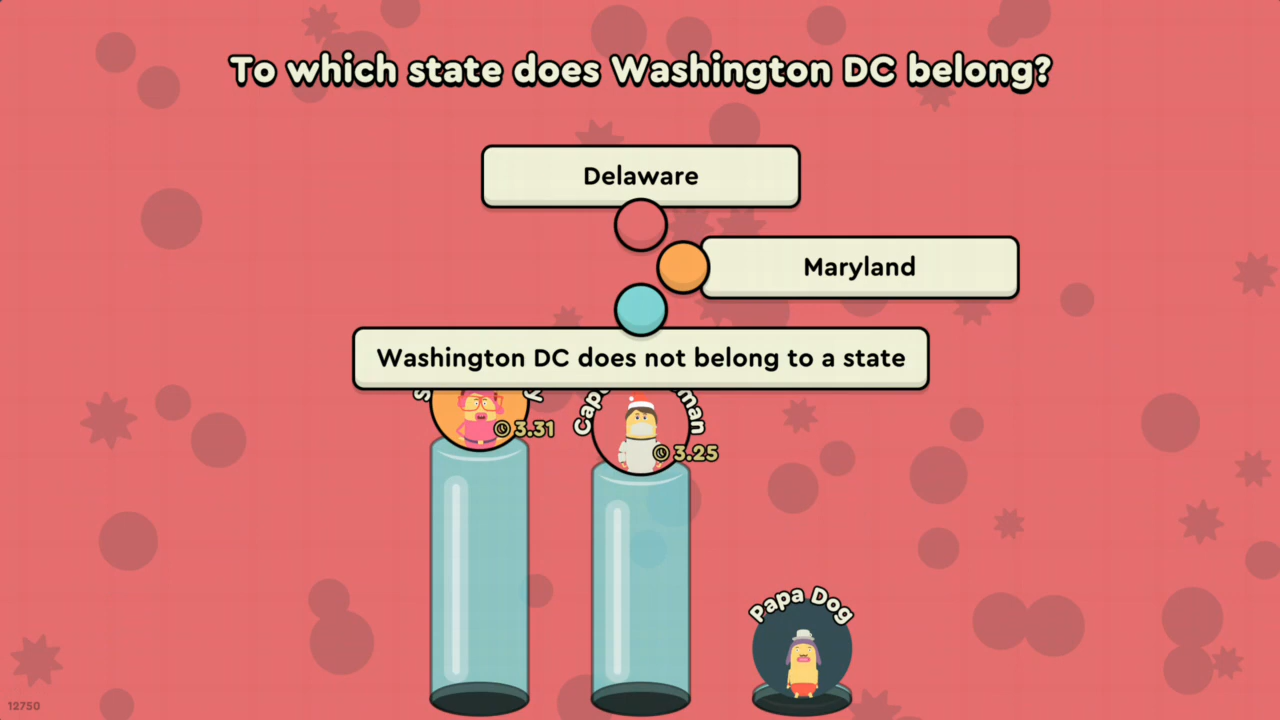 To which state does Washington DC belong?
Delaware
Maryland
Washington DC does not belong to a state
3.31
3.25
Papa Dog
12750